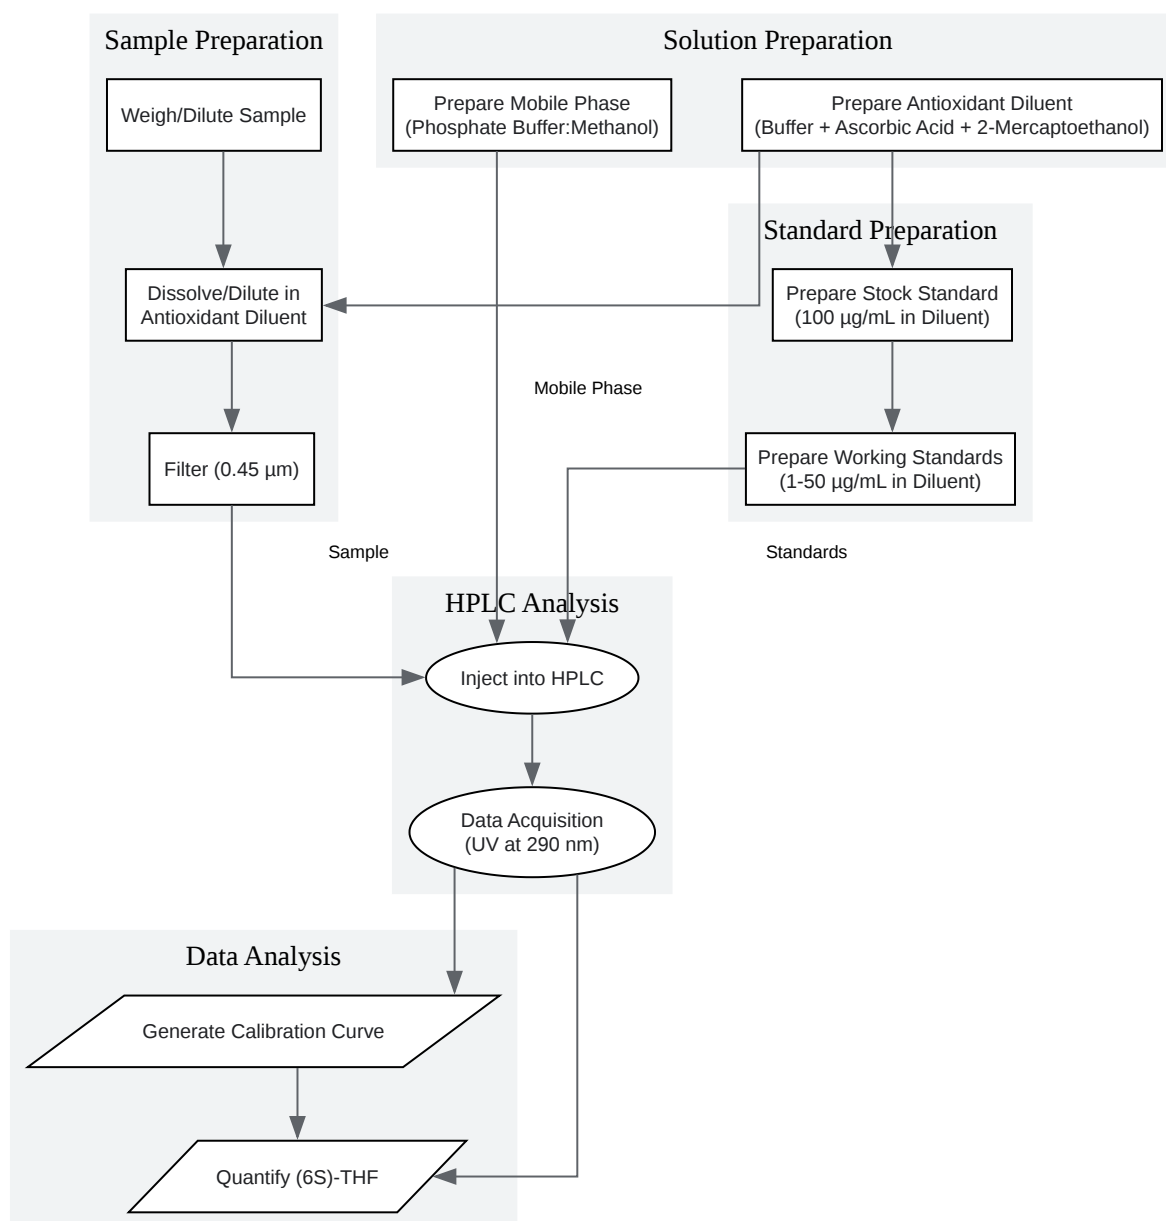 Sample Preparation
Solution Preparation
Weigh/Dilute Sample
Prepare Mobile Phase
(Phosphate Buffer:Methanol)
Prepare Antioxidant Diluent
(Buffer + Ascorbic Acid + 2-Mercaptoethanol)
Standard Preparation
Dissolve/Dilute in
Antioxidant Diluent
Prepare Stock Standard
(100 µg/mL in Diluent)
Mobile Phase
Filter (0.45 µm)
Prepare Working Standards
(1-50 µg/mL in Diluent)
Sample
Standards
HPLC Analysis
Inject into HPLC
Data Acquisition
(UV at 290 nm)
Data Analysis
Generate Calibration Curve
Quantify (6S)-THF